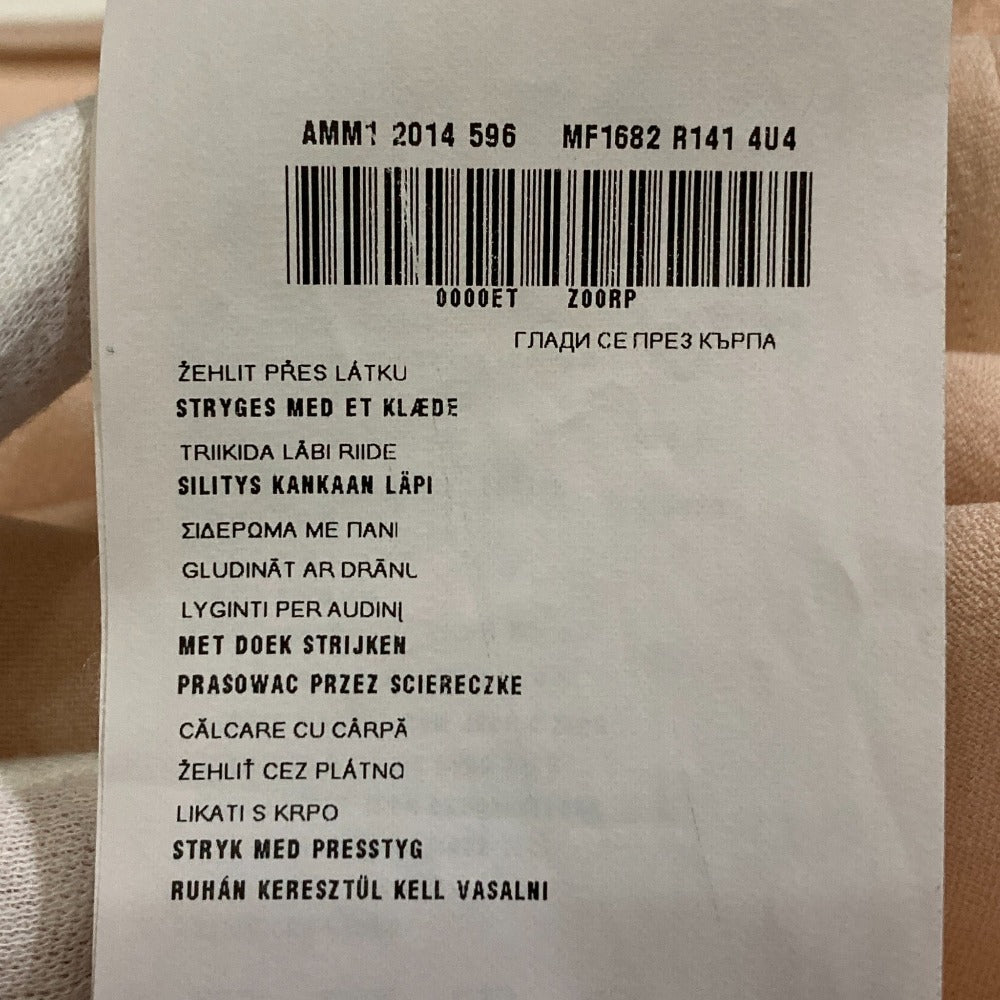 AMM1 2014 596 MF1682 R141 4U4
0000ET Z00RP
ГЛАДИ СЕ ПРЕЗ КЪРПА
ŽEHLIT PŘES LÁTKU
STRYGES MED ET KLÆDE
TRIIKIDA LÄBI RIIDE
SILITYS KANKAAN LÄPI
ΣΙΔΕΡΩΜΑ ΜΕ ΠΑΝΙ
GLUDINĀT AR DRĀNU
LYGINTI PER AUDINĮ
MET DOEK STRIJKEN
PRASOWAC PRZEZ SCIERECZKE
CĂLCARE CU CÂRPĂ
ŽEHLIŤ CEZ PLÁTNO
LIKATI S KRPO
STRYK MED PRESSTYG
RUHÁN KERESZTÜL KELL VASALNI